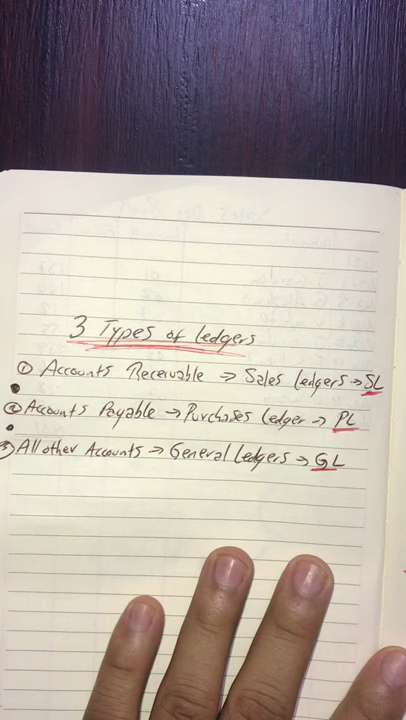 3 Types of ledgers
① Accounts Receivable → Sales ledgers → SL
② Accounts Payable → Purchases ledger → PL
③ All other Accounts → General Ledgers → GL